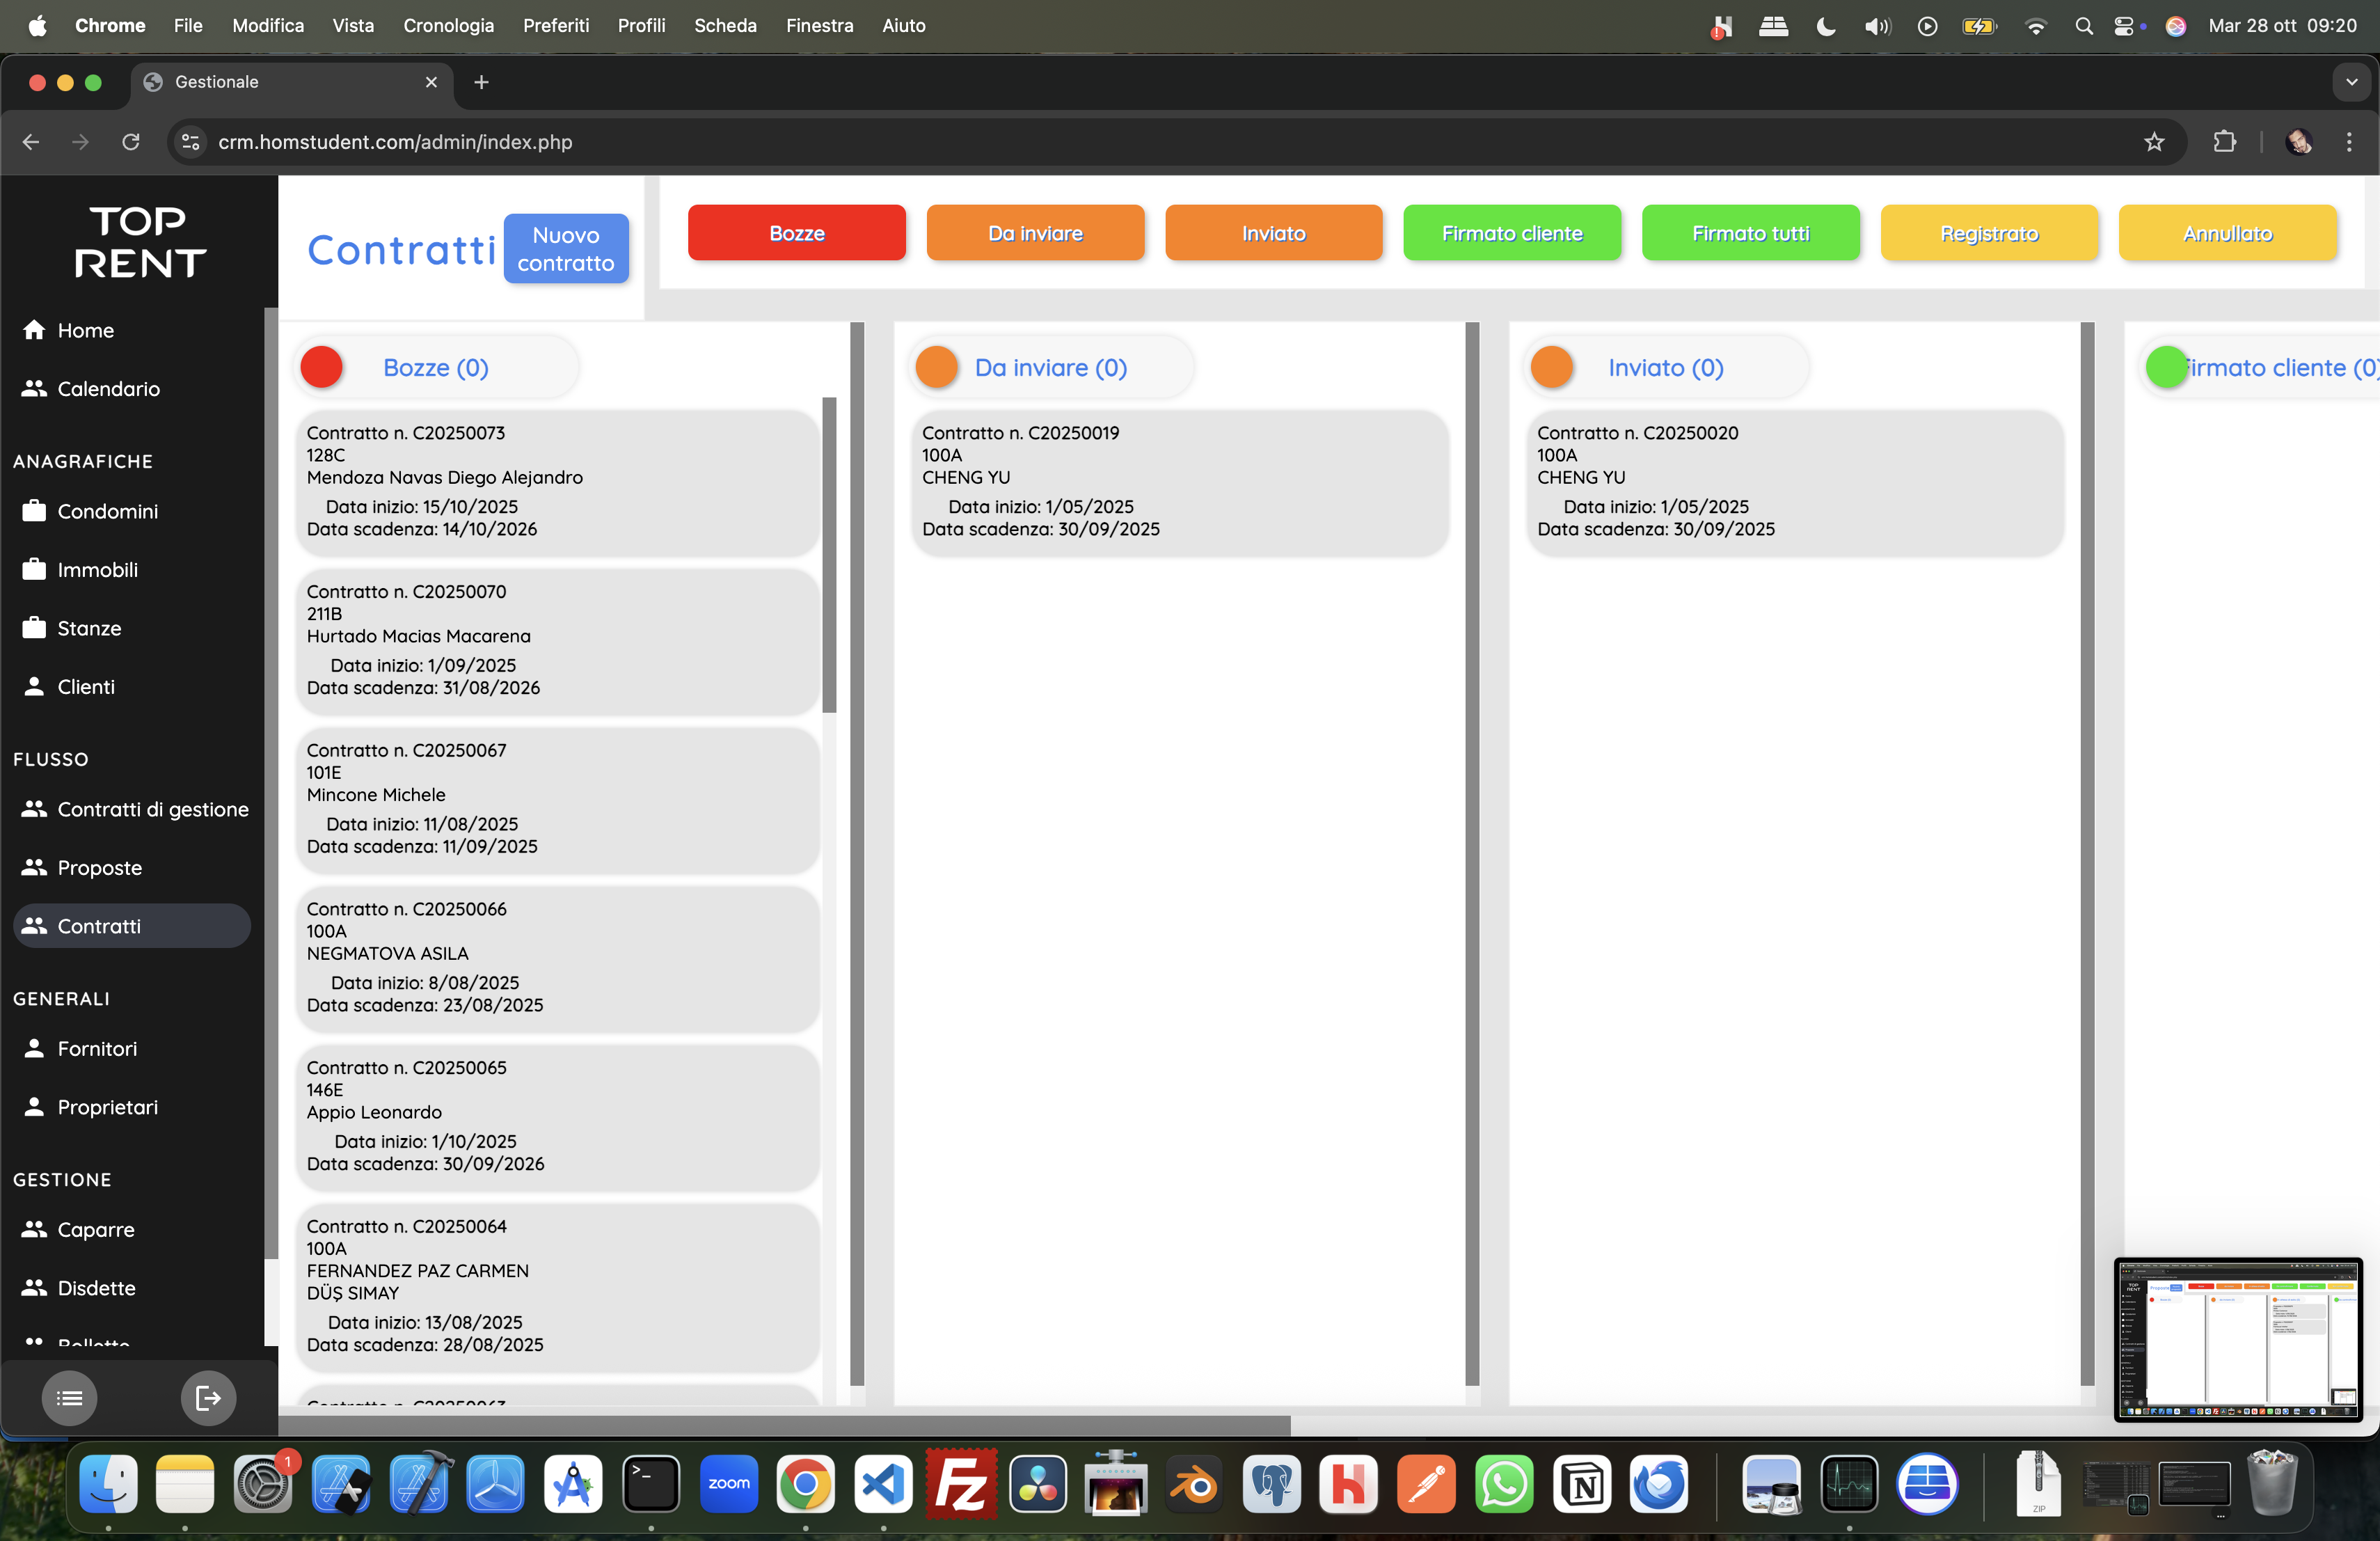 Chrome File Modifica Vista Cronologia Preferiti Profili Scheda Finestra Aiuto Mar 28 ott 09:20
Gestionale
crm.homstudent.com/admin/index.php
TOP
RENT
Home
Calendario
ANAGRAFICHE
Condomini
Immobili
Stanze
Clienti
FLUSSO
Contratti di gestione
Proposte
Contratti
GENERALI
Fornitori
Proprietari
GESTIONE
Caparre
Disdette
Bollette
Contratti
Nuovo
contratto
Bozze
Da inviare
Inviato
Firmato cliente
Firmato tutti
Registrato
Annullato
Bozze (0)
Contratto n. C20250073
128C
Mendoza Navas Diego Alejandro
Data inizio: 15/10/2025
Data scadenza: 14/10/2026
Contratto n. C20250070
211B
Hurtado Macias Macarena
Data inizio: 1/09/2025
Data scadenza: 31/08/2026
Contratto n. C20250067
101E
Mincone Michele
Data inizio: 11/08/2025
Data scadenza: 11/09/2025
Contratto n. C20250066
100A
NEGMATOVA ASILA
Data inizio: 8/08/2025
Data scadenza: 23/08/2025
Contratto n. C20250065
146E
Appio Leonardo
Data inizio: 1/10/2025
Data scadenza: 30/09/2026
Contratto n. C20250064
100A
FERNANDEZ PAZ CARMEN
DÜŞ SIMAY
Data inizio: 13/08/2025
Data scadenza: 28/08/2025
Contratto n. C20250063
Da inviare (0)
Contratto n. C20250019
100A
CHENG YU
Data inizio: 1/05/2025
Data scadenza: 30/09/2025
Inviato (0)
Contratto n. C20250020
100A
CHENG YU
Data inizio: 1/05/2025
Data scadenza: 30/09/2025
Firmato cliente (0)
1
zoom
ZIP